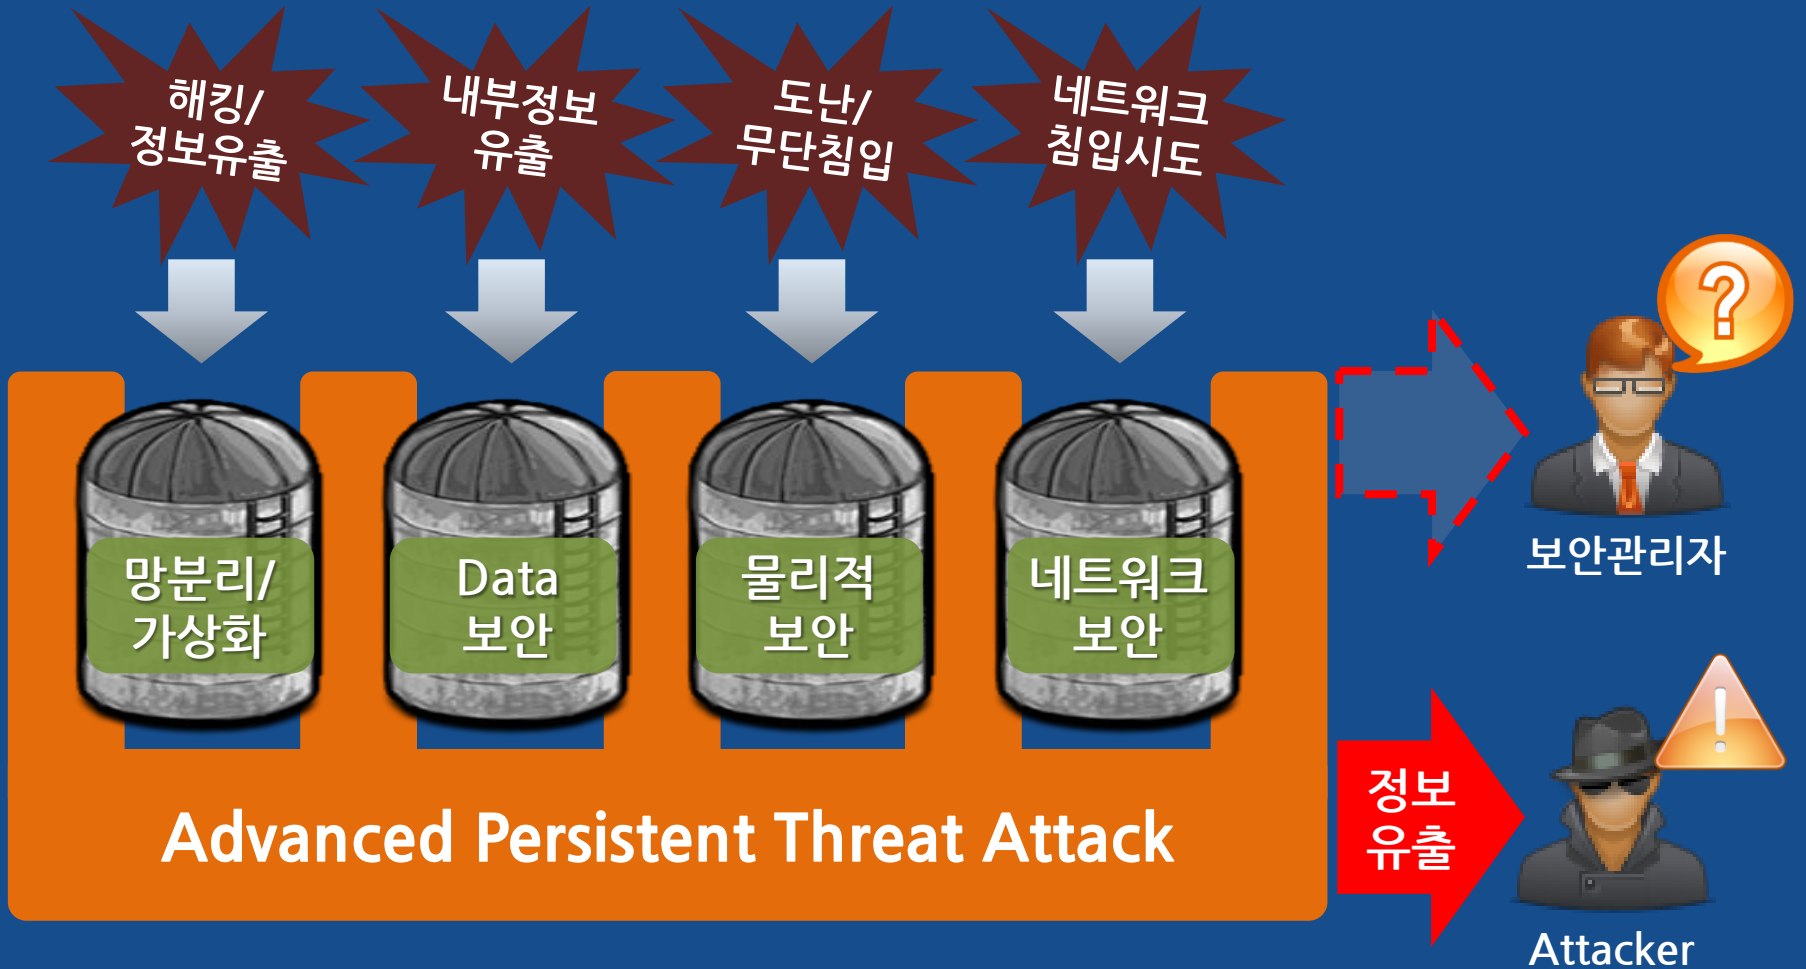 해킹/
정보유출
내부정보
유출
도난/
무단침입
네트워크
침입시도
망분리/
가상화
Data
보안
물리적
보안
네트워크
보안
보안관리자
Advanced Persistent Threat Attack
정보
유출
Attacker